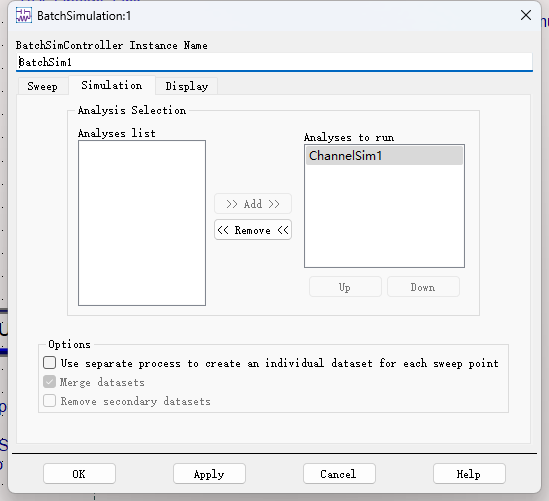 BatchSimulation:1
BatchSimController Instance Name
BatchSim1
Sweep Simulation Display
Analysis Selection
Analyses list
Analyses to run
ChannelSim1
>> Add >>
<< Remove <<
Up Down
Options
Use separate process to create an individual dataset for each sweep point
Merge datasets
Remove secondary datasets
OK Apply Cancel Help